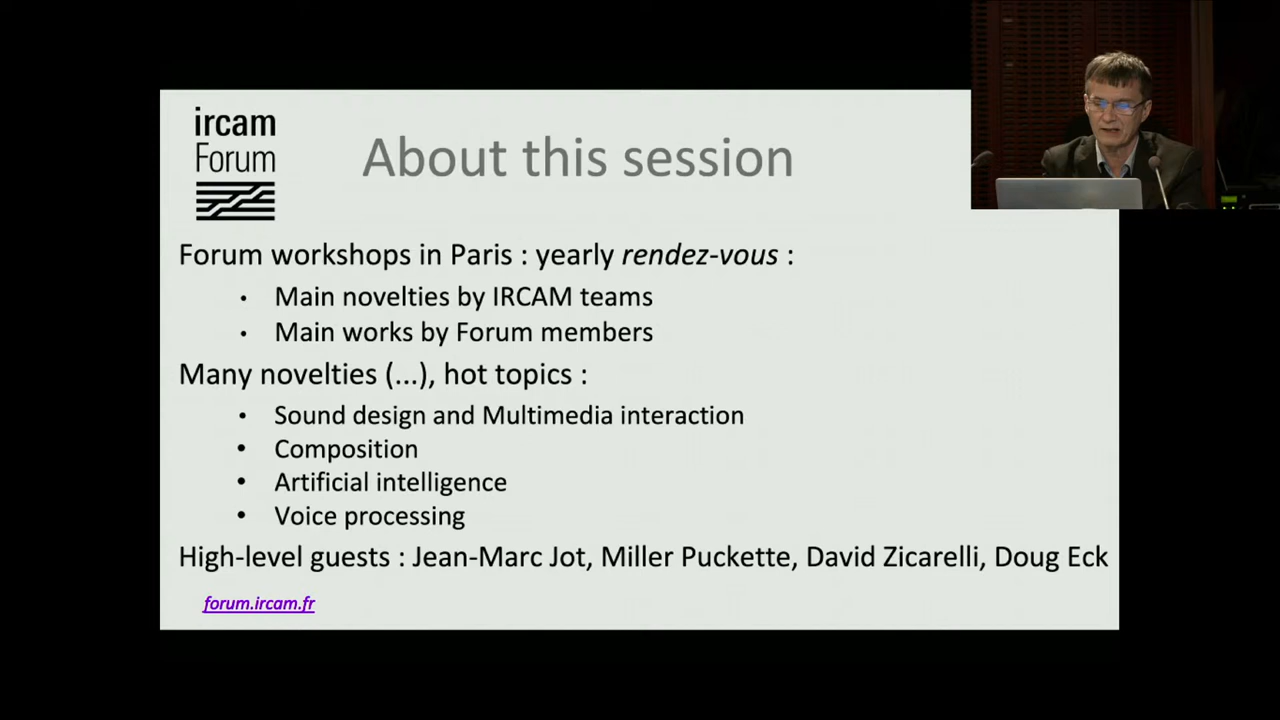 ircam
Forum
About this session
Forum workshops in Paris : yearly rendez-vous :
• Main novelties by IRCAM teams
• Main works by Forum members
Many novelties (...), hot topics :
• Sound design and Multimedia interaction
• Composition
• Artificial intelligence
• Voice processing
High-level guests : Jean-Marc Jot, Miller Puckette, David Zicarelli, Doug Eck
forum.ircam.fr